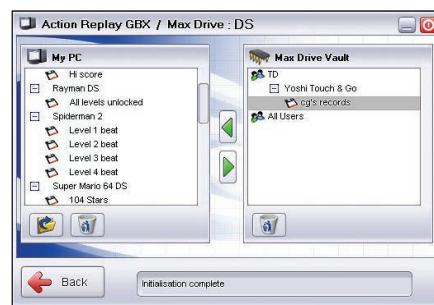 Action Replay GBX / Max Drive : DS
My PC
Hi score
Rayman DS
All levels unlocked
Spiderman 2
Level 1 beat
Level 2 beat
Level 3 beat
Level 4 beat
Super Mario 64 DS
104 Stars
Max Drive Vault
TD
Yoshi Touch & Go
cg's records
All Users
Back
Initialisation complete